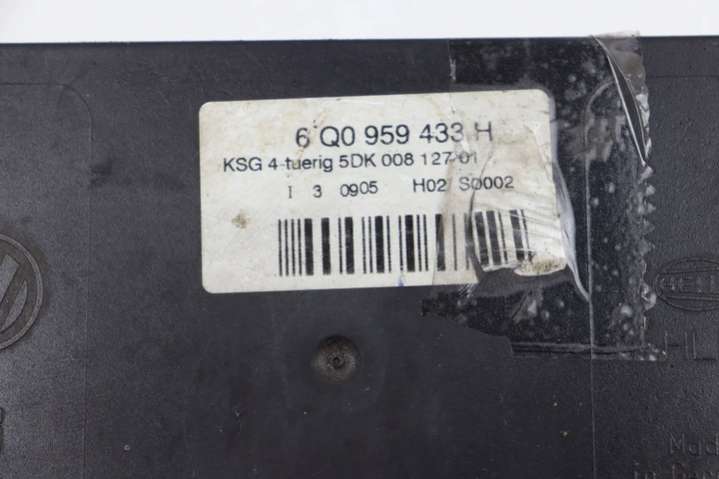 6 Q0 959 433 H
KSG 4-tuerig 5DK 008 127-01
I 3 0905 H02 S0002